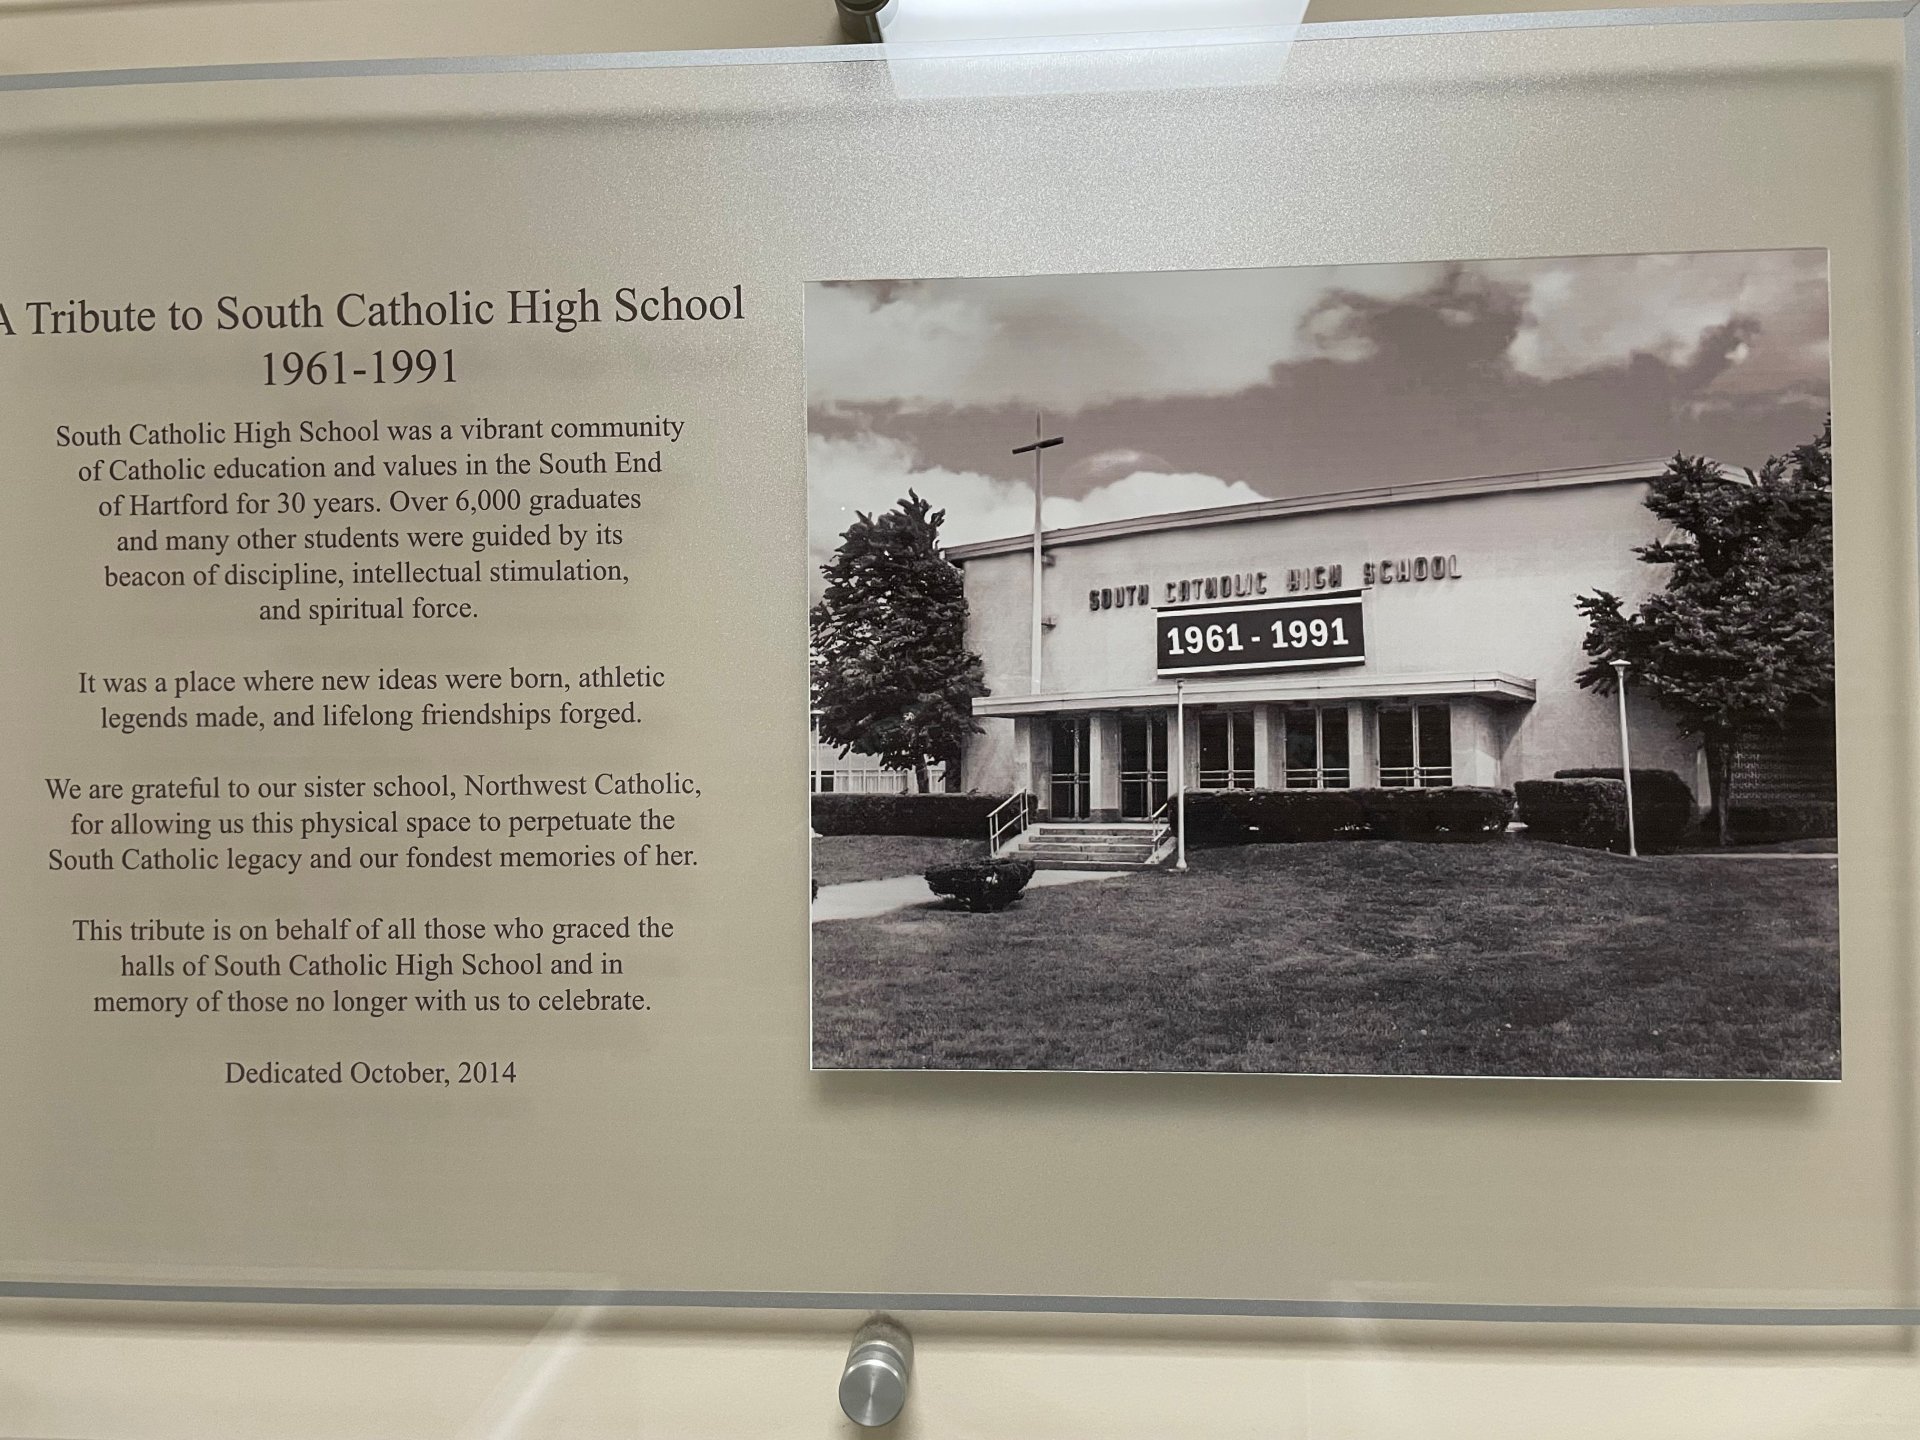 A Tribute to South Catholic High School
1961-1991
South Catholic High School was a vibrant community
of Catholic education and values in the South End
of Hartford for 30 years. Over 6,000 graduates
and many other students were guided by its
beacon of discipline, intellectual stimulation,
and spiritual force.
It was a place where new ideas were born, athletic
legends made, and lifelong friendships forged.
We are grateful to our sister school, Northwest Catholic,
for allowing us this physical space to perpetuate the
South Catholic legacy and our fondest memories of her.
This tribute is on behalf of all those who graced the
halls of South Catholic High School and in
memory of those no longer with us to celebrate.
Dedicated October, 2014
SOUTH CATHOLIC HIGH SCHOOL
1961 - 1991